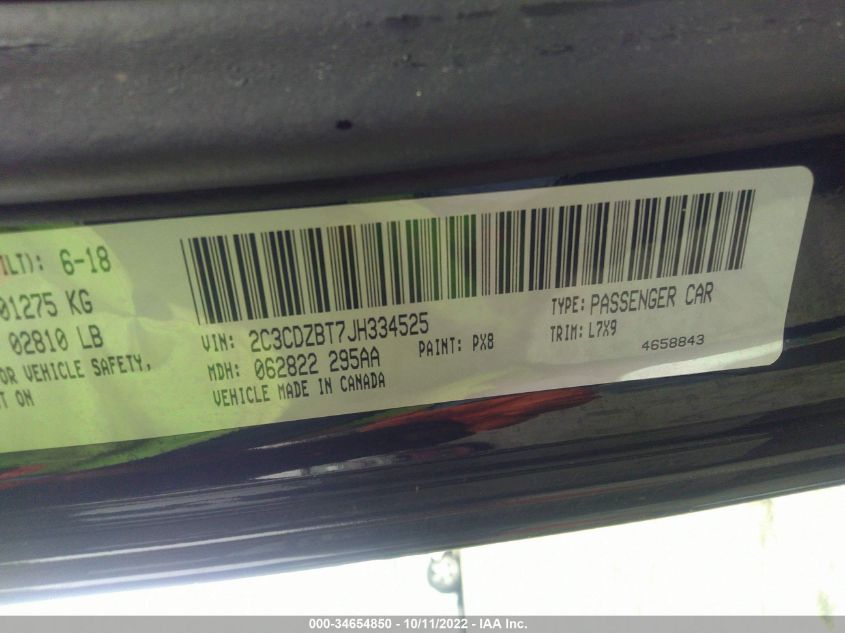 (TLT): 6-18
01275 KG
02810 LB
OR VEHICLE SAFETY,
T ON
VIN: 2C3CDZBT7JH334525
TYPE: PASSENGER CAR
MDH: 062822 295AA
PAINT: PX8
TRIM: L7X9
VEHICLE MADE IN CANADA
4658843
000-34654850 - 10/11/2022 - IAA Inc.